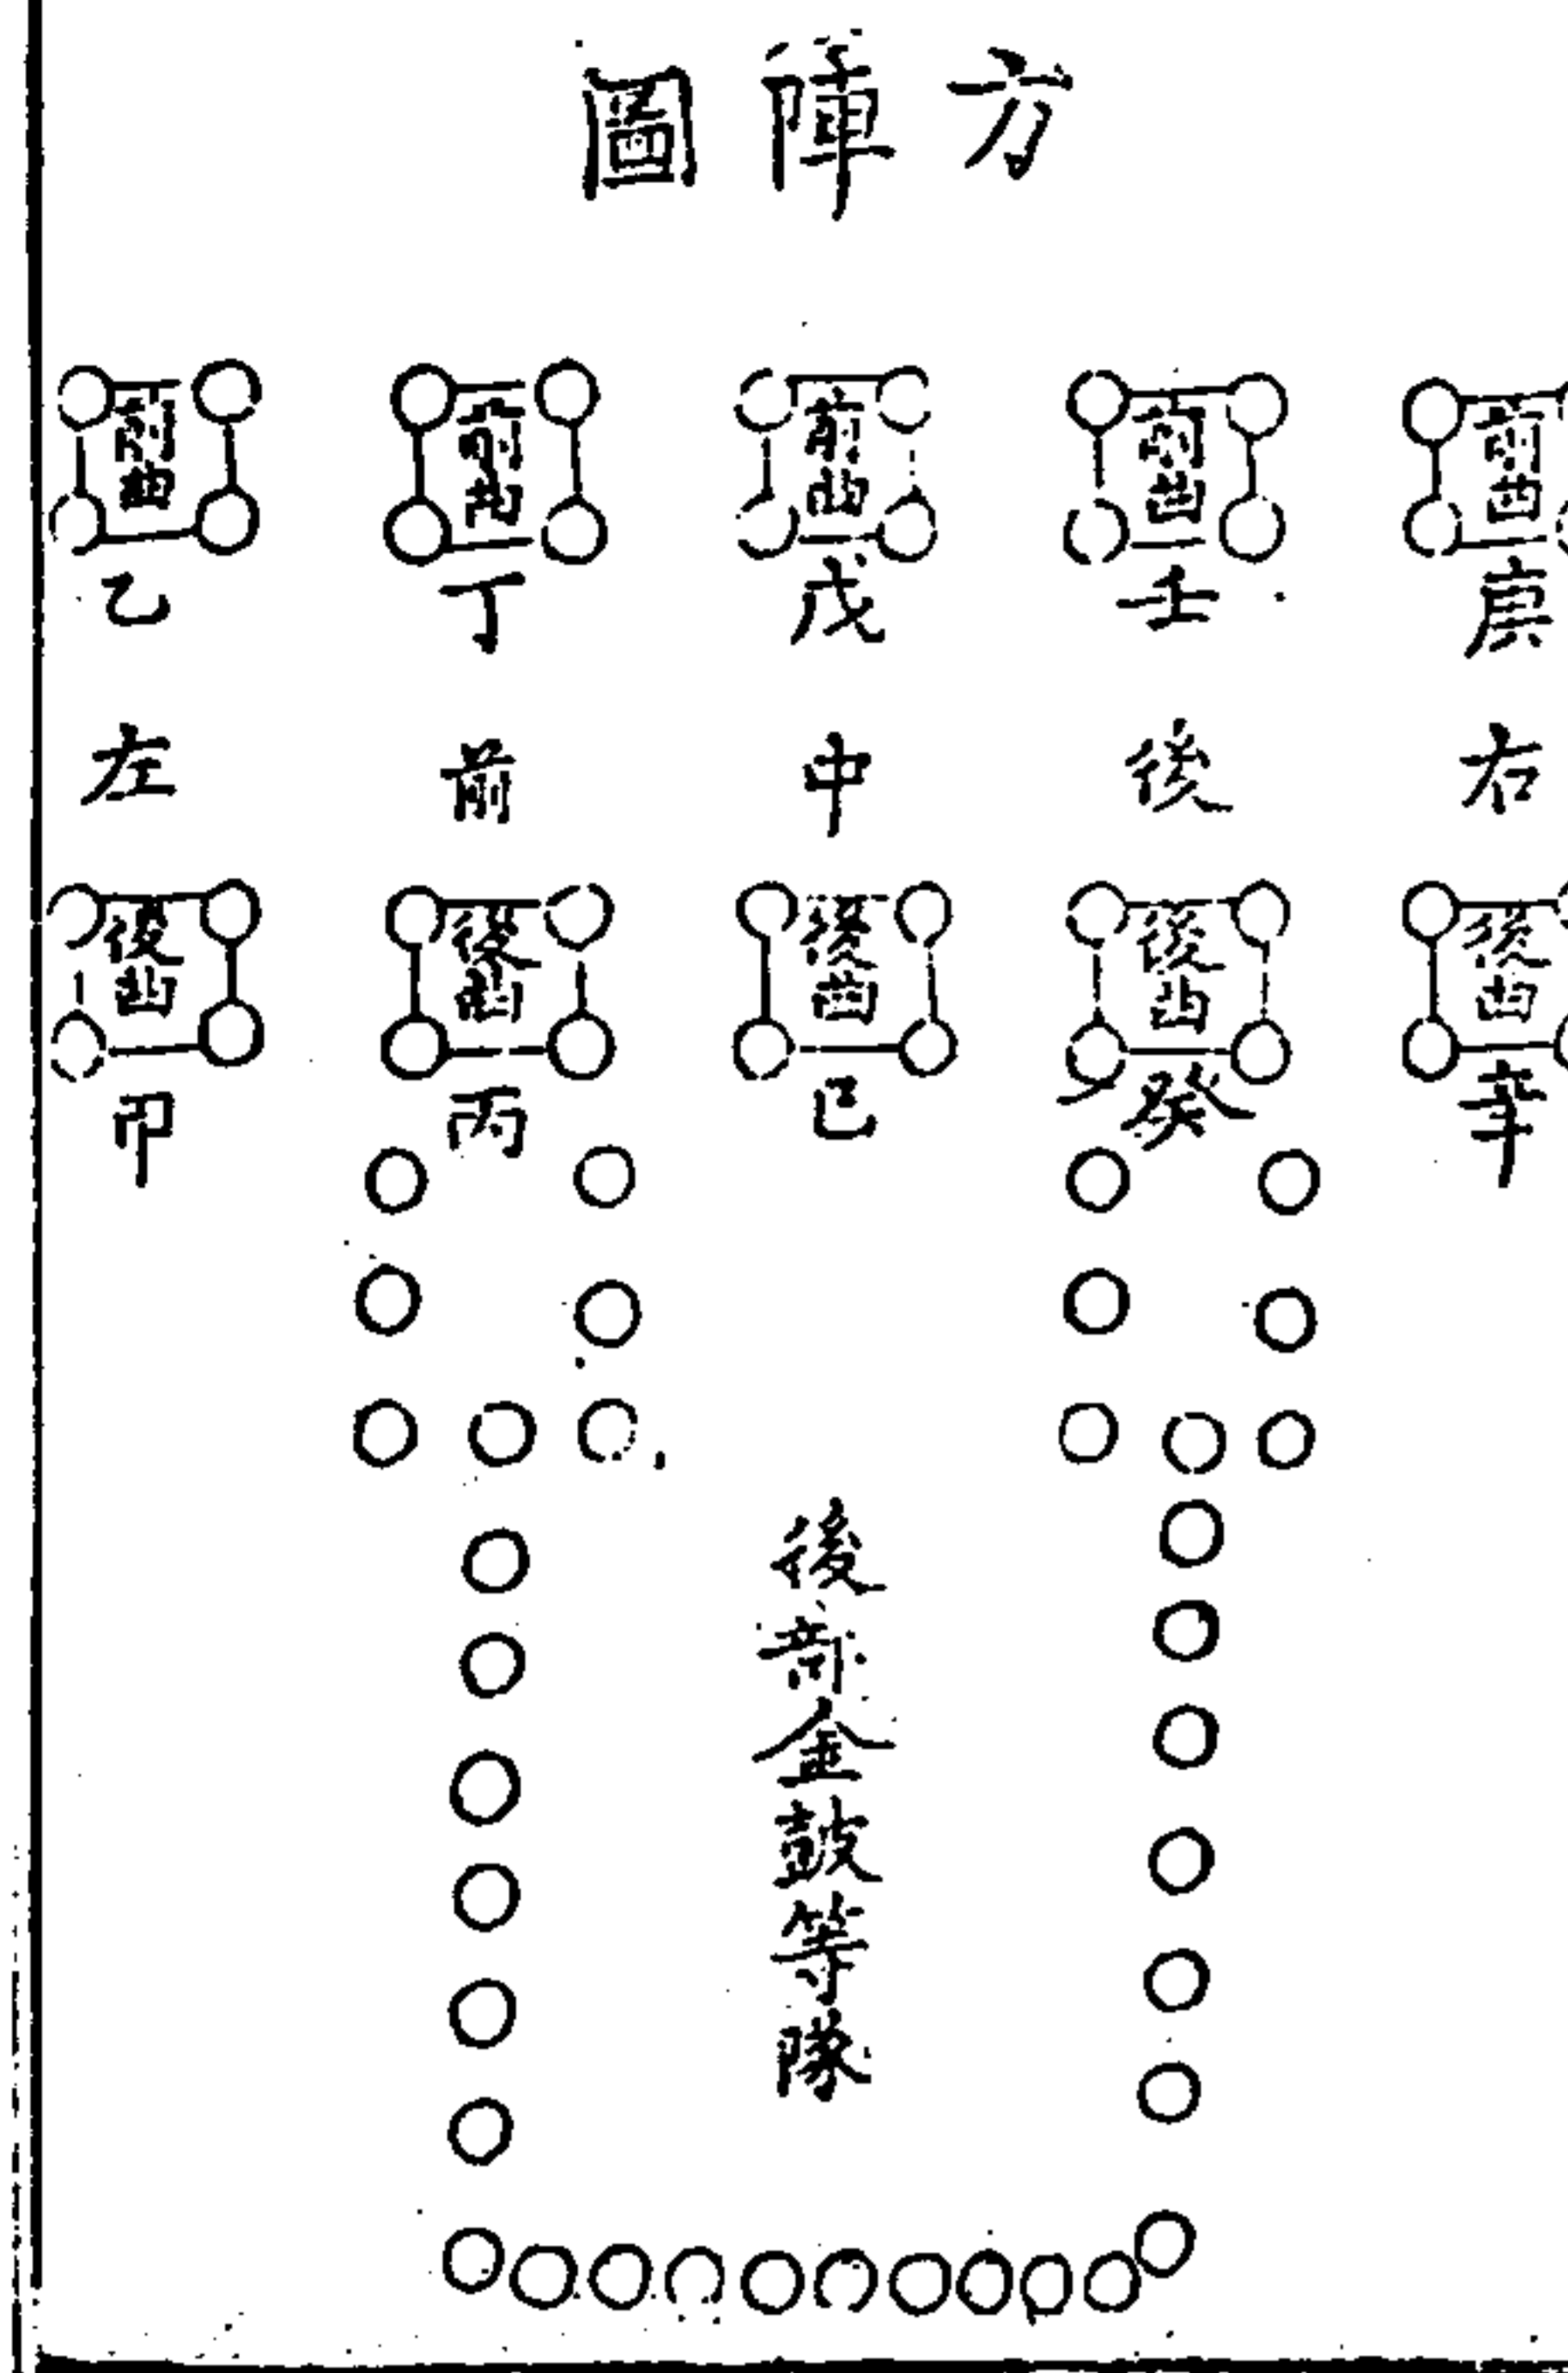 方陣圖
前曲 前曲 前曲 前曲 前曲
庚 壬 戊 丁 乙
右 後 中 前 左
後曲 後曲 後曲 後曲 後曲
辛 癸 己 丙 甲
後部金鼓等隊